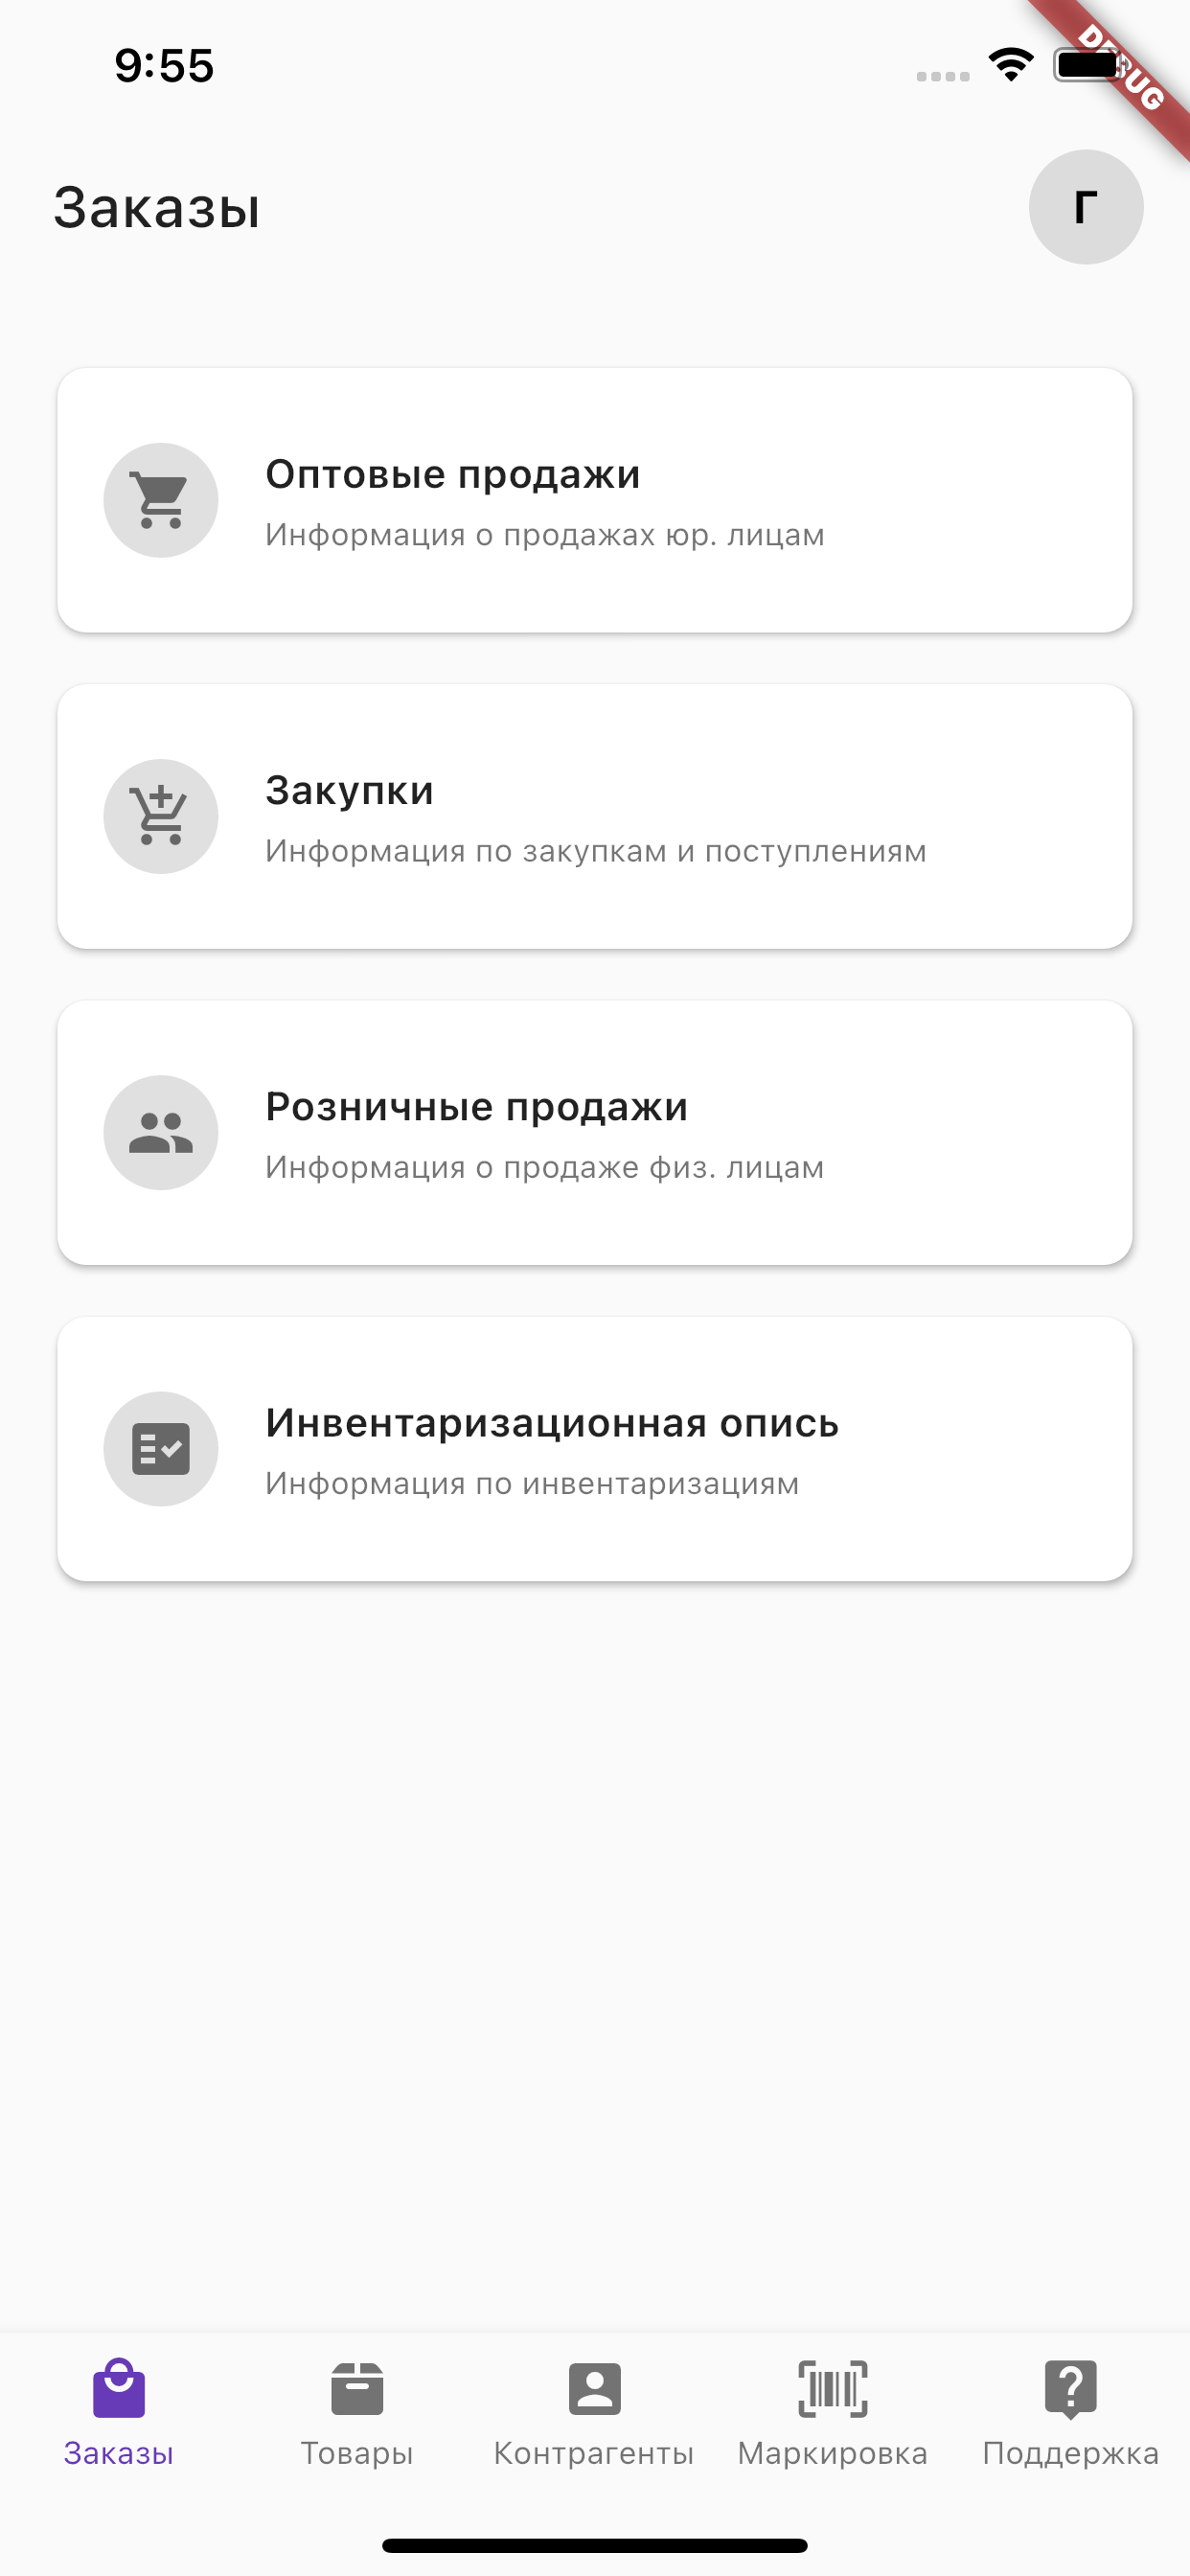 9:55
DEBUG
Заказы
Г
Оптовые продажи
Информация о продажах юр. лицам
Закупки
Информация по закупкам и поступлениям
Розничные продажи
Информация о продаже физ. лицам
Инвентаризационная опись
Информация по инвентаризациям
Заказы
Товары
Контрагенты
Маркировка
Поддержка